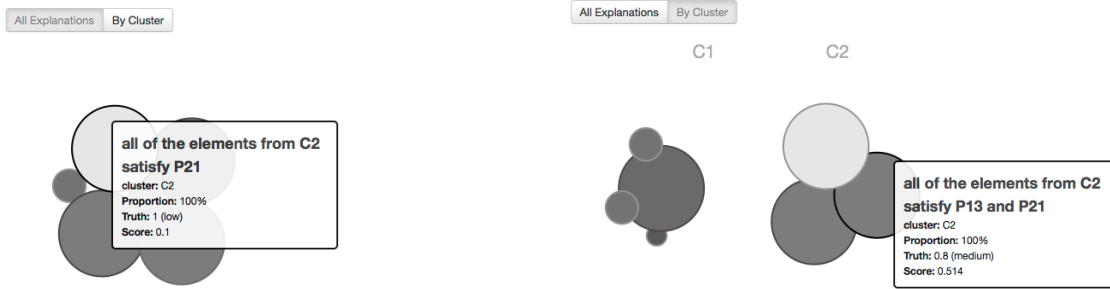 All Explanations By Cluster
all of the elements from C2
satisfy P21
cluster: C2
Proportion: 100%
Truth: 1 (low)
Score: 0.1
All Explanations By Cluster
C1 C2
all of the elements from C2
satisfy P13 and P21
cluster: C2
Proportion: 100%
Truth: 0.8 (medium)
Score: 0.514